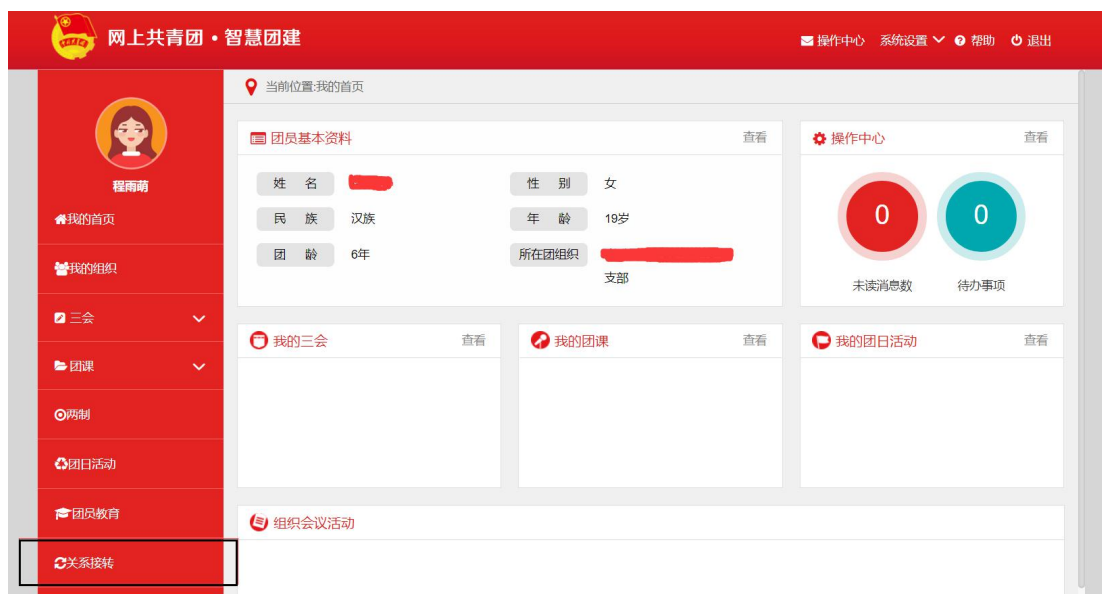 网上共青团·智慧团建
操作中心 系统设置 帮助 退出
程雨萌
我的首页
我的组织
三会
团课
两制
团日活动
团员教育
关系接转
当前位置:我的首页
团员基本资料 查看
姓 名
性 别 女
民 族 汉族
年 龄 19岁
团 龄 6年
所在团组织
支部
操作中心 查看
0 0
未读消息数 待办事项
我的三会 查看
我的团课 查看
我的团日活动 查看
组织会议活动